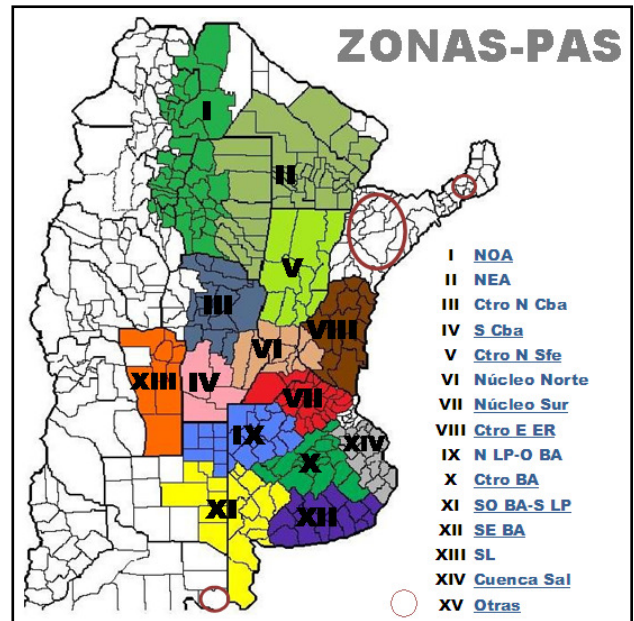 ZONAS-PAS
I
II
V
III
VIII
VI
XIII
IV
VII
IX
XIV
X
XI
XII
I NOA
II NEA
III Ctro N Cba
IV S Cba
V Ctro N Sfe
VI Núcleo Norte
VII Núcleo Sur
VIII Ctro E ER
IX N LP-O BA
X Ctro BA
XI SO BA-S LP
XII SE BA
XIII SL
XIV Cuenca Sal
XV Otras